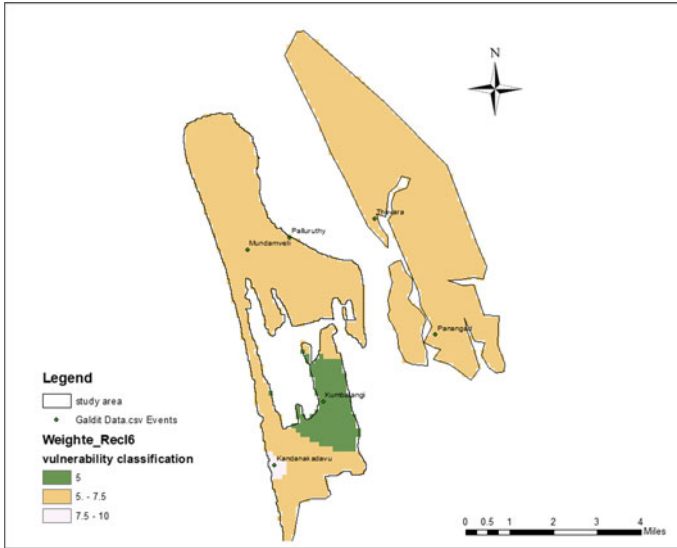 N
Thevara
Palluruthy
Mundamveli
Panangad
Kumbalangi
Kandanakadavu
Legend
study area
Galdit Data.csv Events
Weighte_Recl6
vulnerability classification
5
5. - 7.5
7.5 - 10
0 0.5 1 2 3 4
Miles